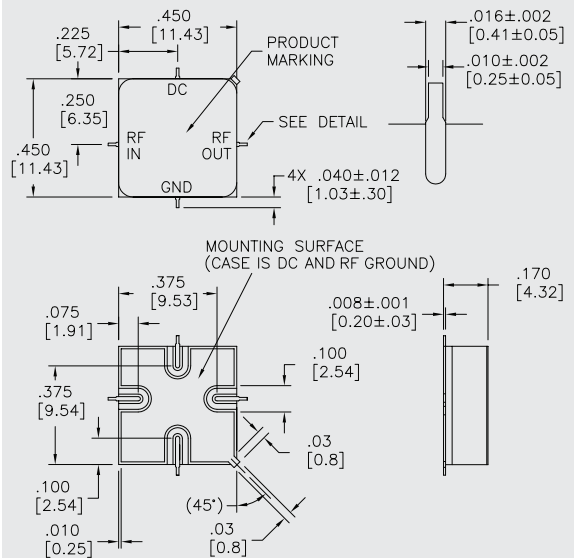 .450
[11.43]
.225
[5.72]
PRODUCT
MARKING
.016±.002
[0.41±0.05]
.010±.002
[0.25±0.05]
DC
.250
[6.35]
RF
IN
RF
OUT
SEE DETAIL
.450
[11.43]
GND
4X .040±.012
[1.03±.30]
MOUNTING SURFACE
(CASE IS DC AND RF GROUND)
.375
[9.53]
.170
[4.32]
.075
[1.91]
.008±.001
[0.20±.03]
.100
[2.54]
.375
[9.54]
.03
[0.8]
.100
[2.54]
(45°)
.010
[0.25]
.03
[0.8]